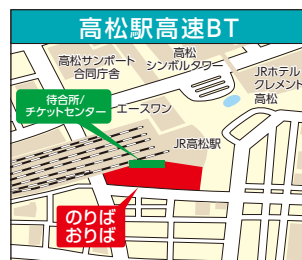 高松駅高速BT
高松サンポート
合同庁舎
高松
シンボルタワー
JRホテル
クレメント
高松
待合所/
チケットセンター
エースワン
JR高松駅
のりば
おりば